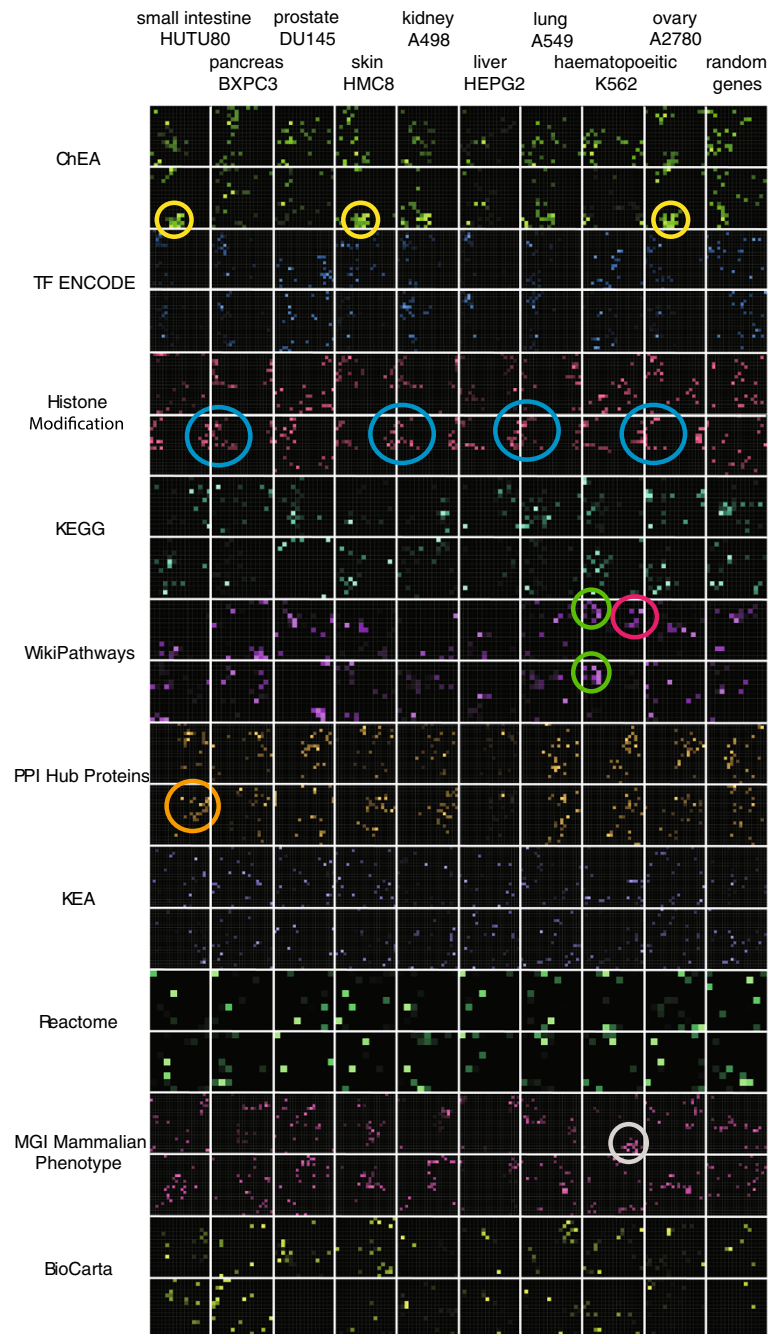 small intestine
HUTU80
prostate
DU145
kidney
A498
lung
A549
ovary
A2780
pancreas
BXPC3
skin
HMC8
liver
HEPG2
haematopoeitic
K562
random
genes
ChEA
TF ENCODE
Histone
Modification
KEGG
WikiPathways
PPI Hub Proteins
KEA
Reactome
MGI Mammalian
Phenotype
BioCarta